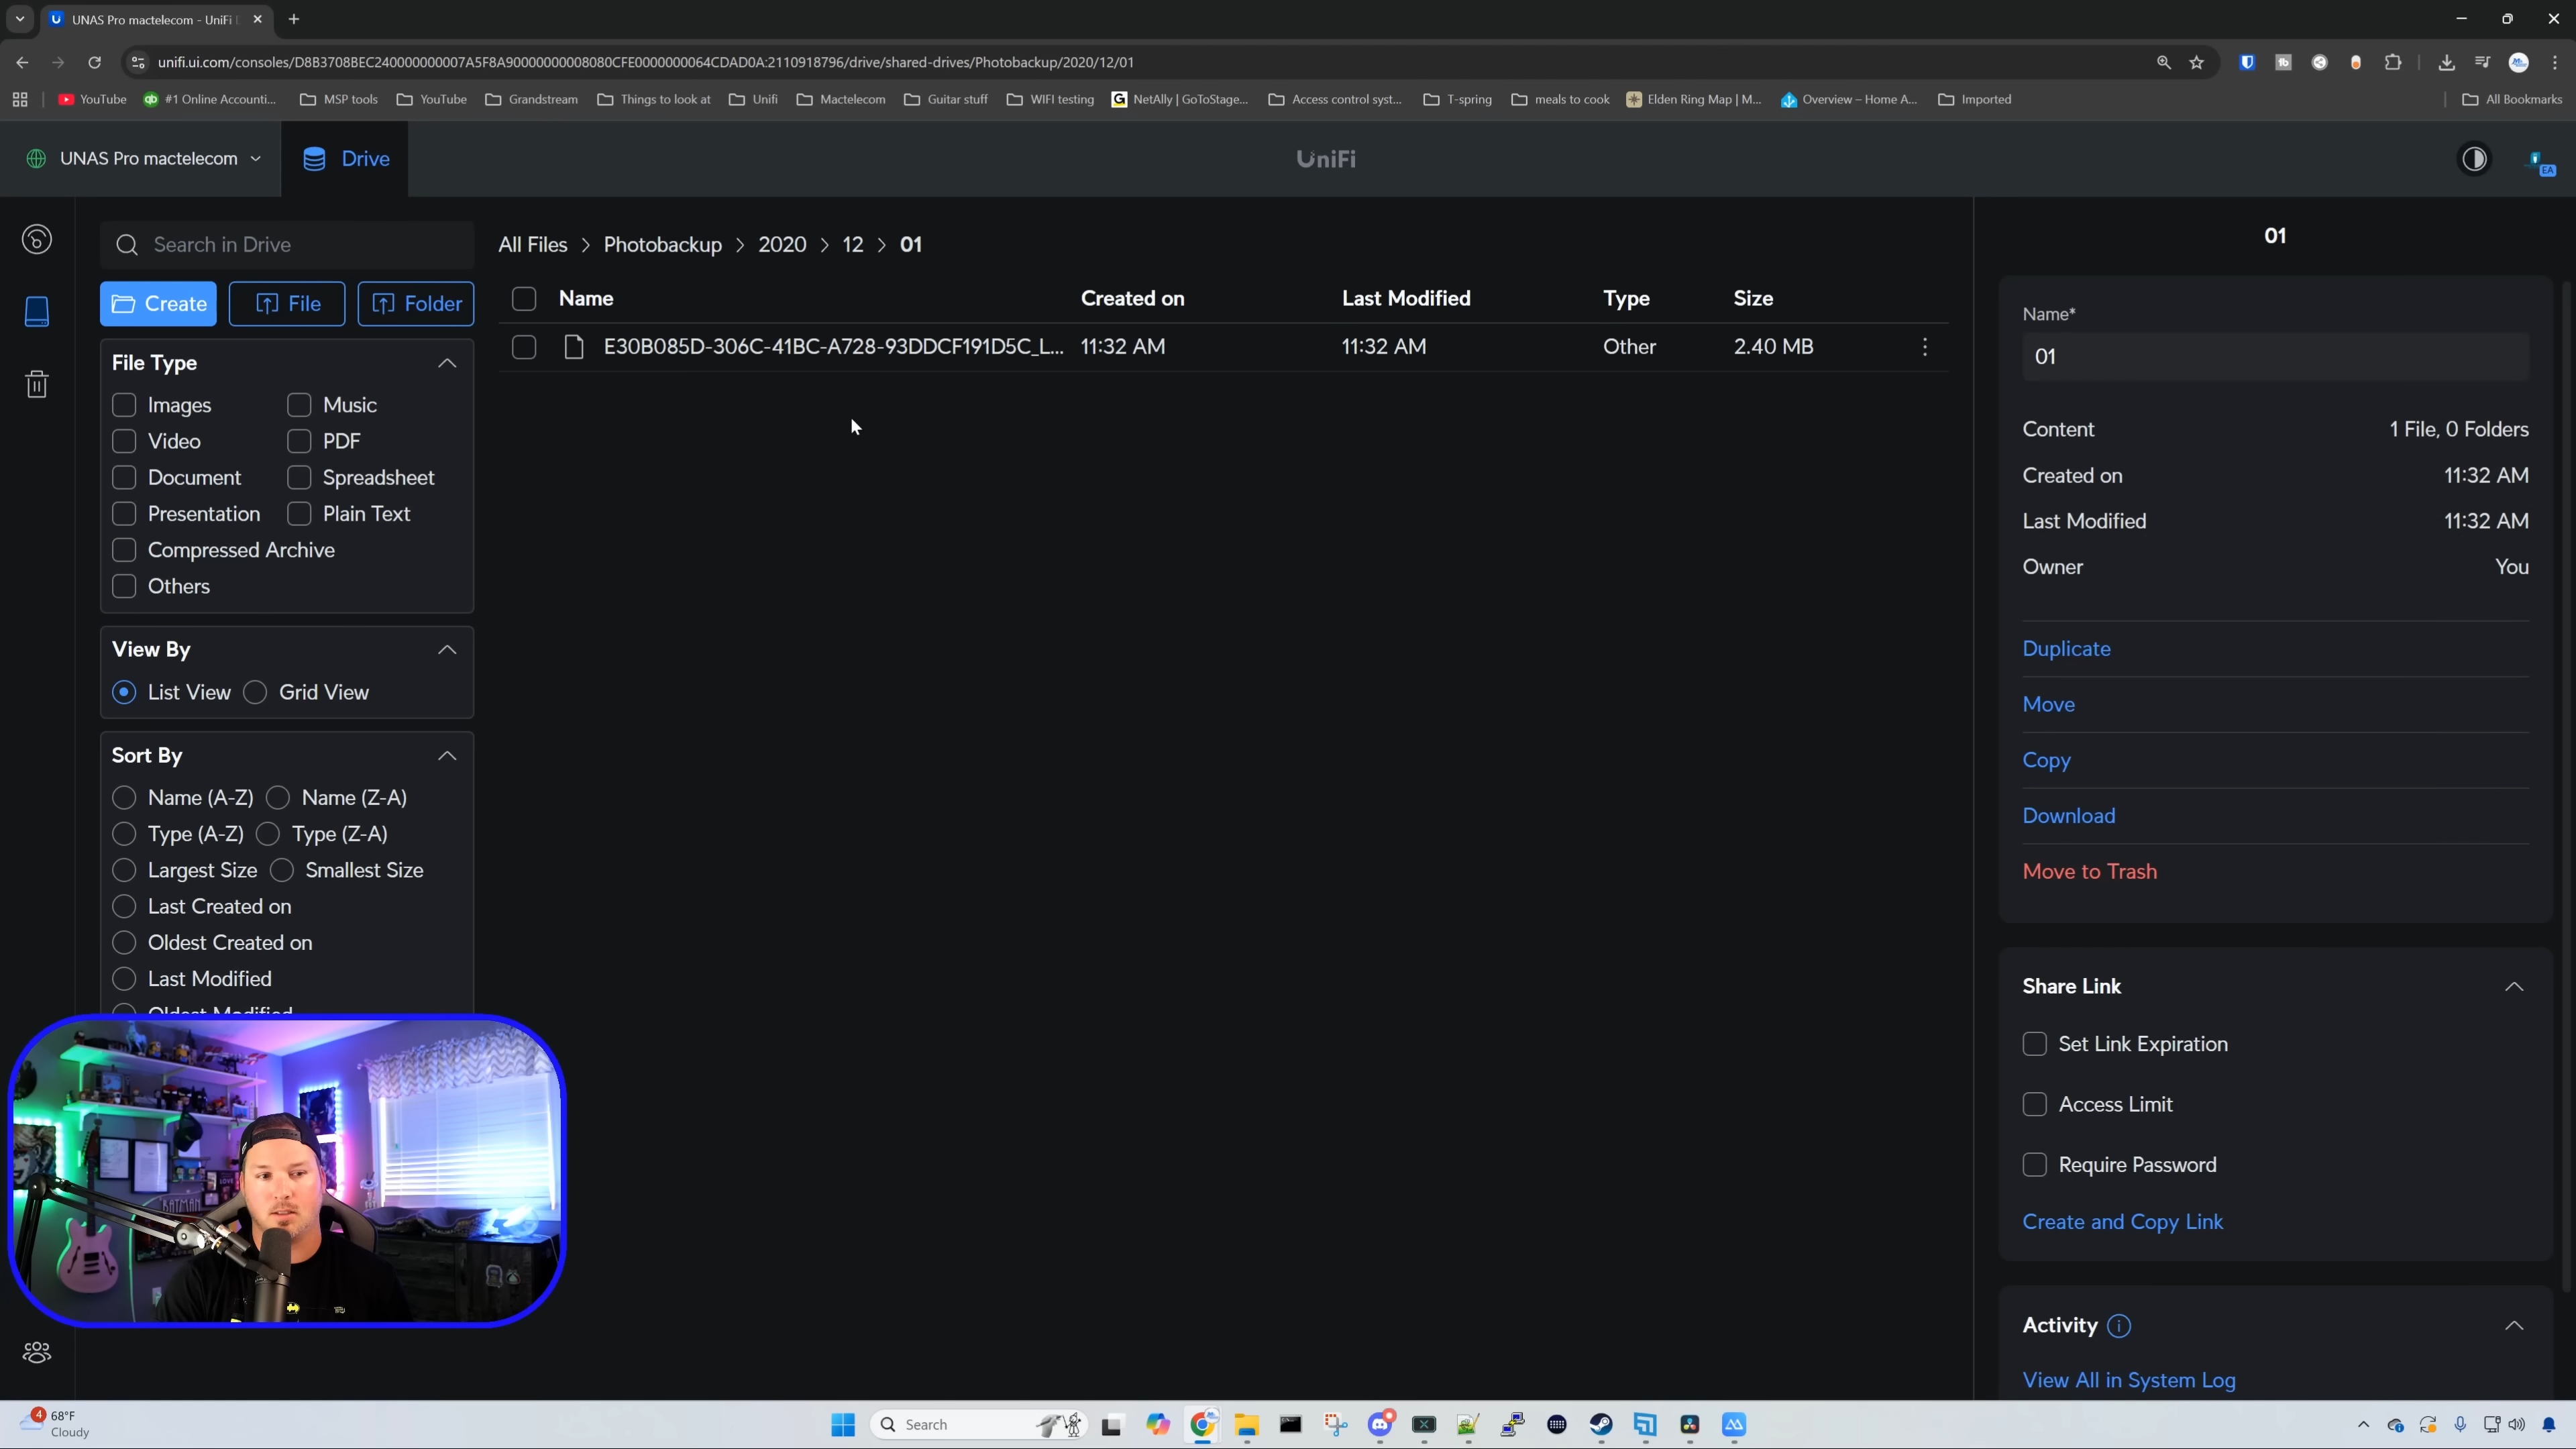 UNAS Pro mactelecom - UniFi
unifi.ui.com/consoles/D8B3708BEC240000000007A5F8A90000000008080CFE0000000064CDAD0A:2110918796/drive/shared-drives/Photobackup/2020/12/01
YouTube #1 Online Accounti... MSP tools YouTube Grandstream Things to look at Unifi Mactelecom Guitar stuff WIFI testing NetAlly | GoToStage... Access control syst... T-spring meals to cook Elden Ring Map | M... Overview – Home A... Imported All Bookmarks
UNAS Pro mactelecom Drive UniFi EA
Search in Drive
All Files > Photobackup > 2020 > 12 > 01
Create File Folder
Name Created on Last Modified Type Size
E30B085D-306C-41BC-A728-93DDCF191D5C_L... 11:32 AM 11:32 AM Other 2.40 MB
File Type
Images Music
Video PDF
Document Spreadsheet
Presentation Plain Text
Compressed Archive
Others
View By
List View Grid View
Sort By
Name (A-Z) Name (Z-A)
Type (A-Z) Type (Z-A)
Largest Size Smallest Size
Last Created on
Oldest Created on
Last Modified
Oldest Modified
BATMAN
01
Name*
01
Content 1 File, 0 Folders
Created on 11:32 AM
Last Modified 11:32 AM
Owner You
Duplicate
Move
Copy
Download
Move to Trash
Share Link
Set Link Expiration
Access Limit
Require Password
Create and Copy Link
Activity
View All in System Log
4 68°F
Cloudy
Search